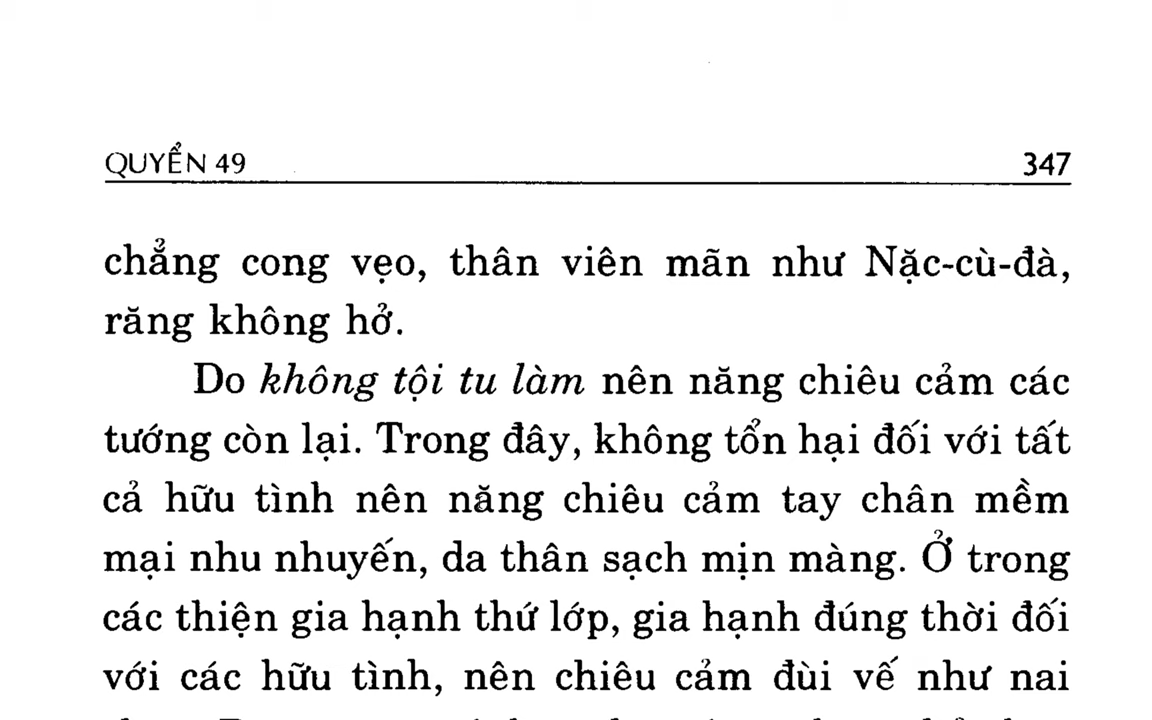 QUYỂN 49 347
chẳng cong vẹo, thân viên mãn như Nặc-cù-đà,
răng không hở.
Do không tội tu làm nên năng chiêu cảm các
tướng còn lại. Trong đây, không tổn hại đối với tất
cả hữu tình nên năng chiêu cảm tay chân mềm
mại nhu nhuyến, da thân sạch mịn màng. Ở trong
các thiện gia hạnh thứ lớp, gia hạnh đúng thời đối
với các hữu tình, nên chiêu cảm đùi vế như nai